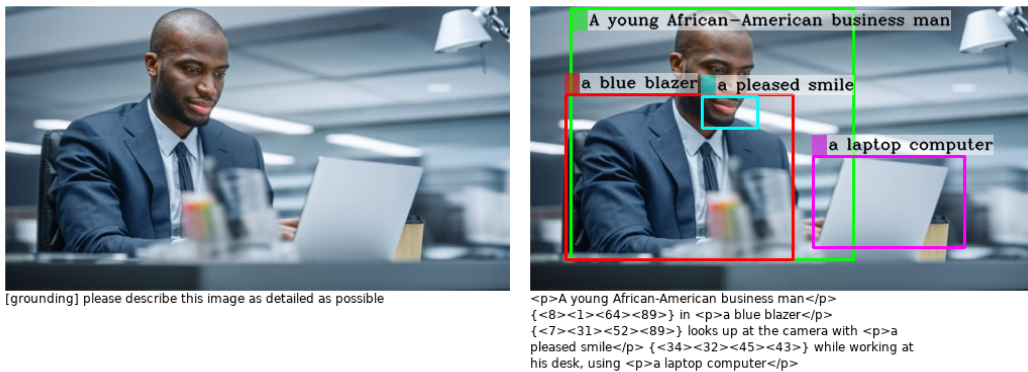 A young African-American business man
a blue blazer
a pleased smile
a laptop computer
[grounding] please describe this image as detailed as possible
<p>A young African-American business man</p>
{<8><1><64><89>} in <p>a blue blazer</p>
{<7><31><52><89>} looks up at the camera with <p>a
pleased smile</p> {<34><32><45><43>} while working at
his desk, using <p>a laptop computer</p>